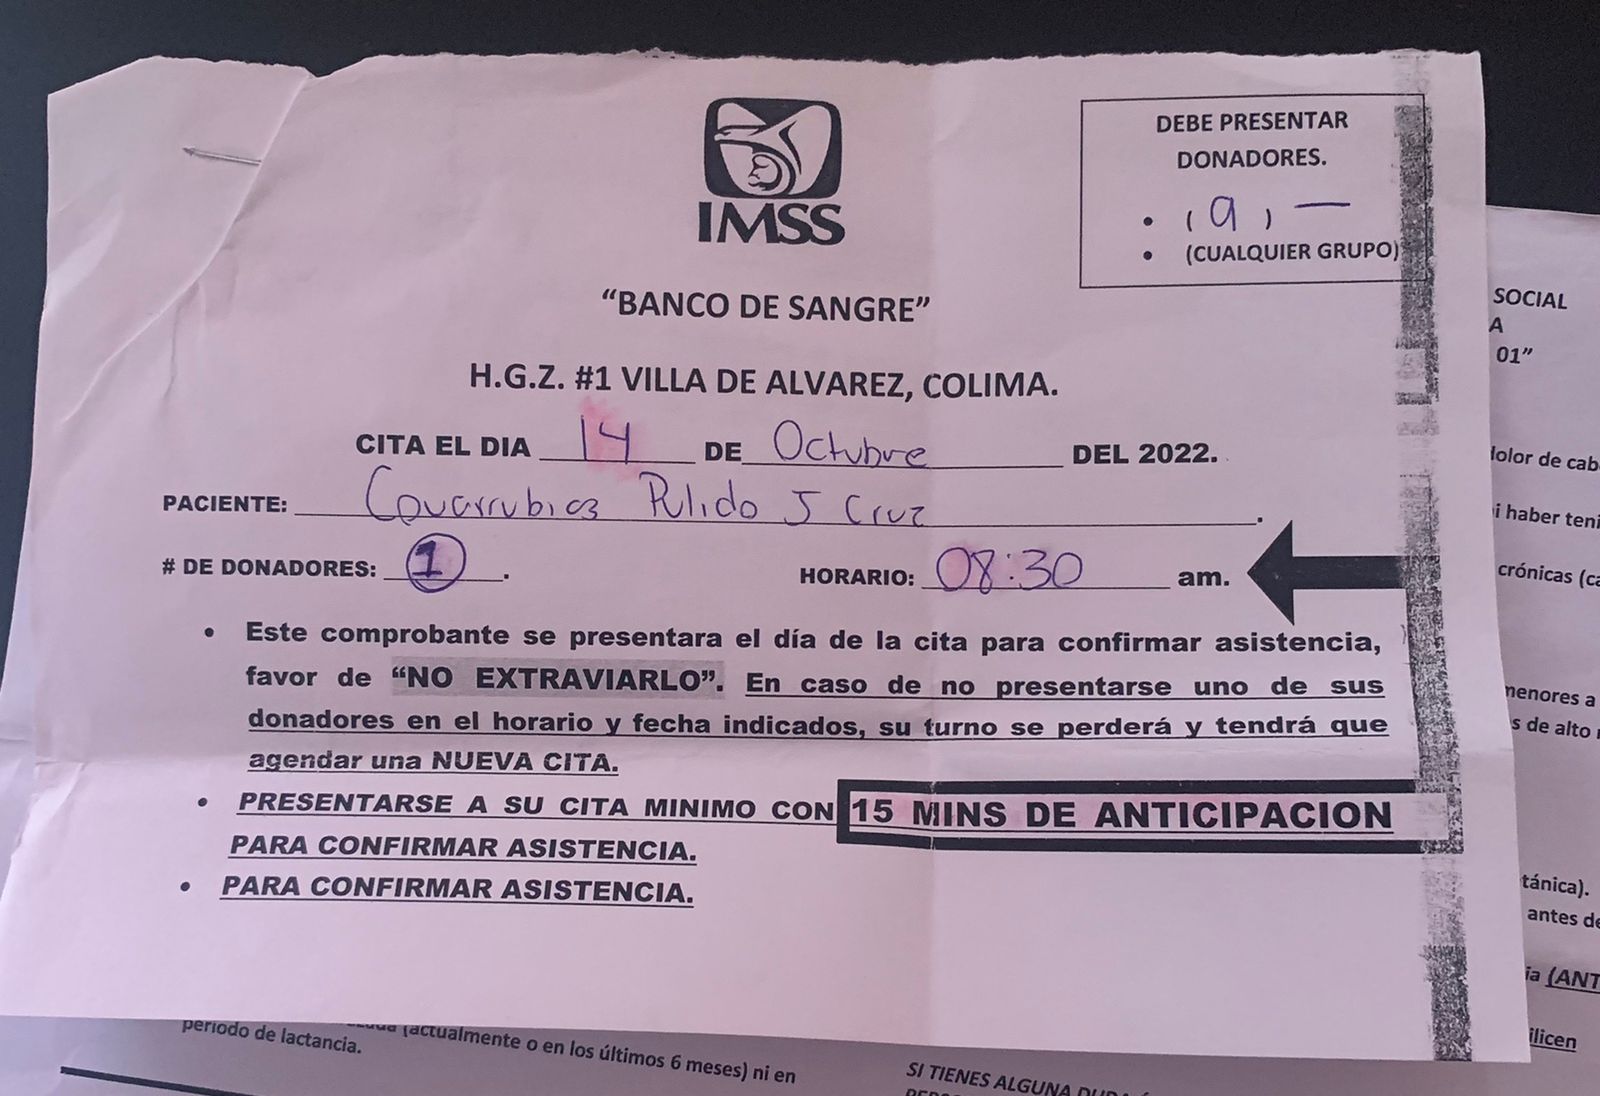 IMSS
DEBE PRESENTAR
DONADORES.
• (CUALQUIER GRUPO)
"BANCO DE SANGRE"
H.G.Z. #1 VILLA DE ALVAREZ, COLIMA.
CITA EL DIA 14 DE Octubre DEL 2022.
PACIENTE: Covarrubias Pulido J Cruz.
# DE DONADORES: 1.
HORARIO: 08:30 am.
• Este comprobante se presentara el día de la cita para confirmar asistencia,
favor de "NO EXTRAVIARLO". En caso de no presentarse uno de sus
donadores en el horario y fecha indicados, su turno se perderá y tendrá que
agendar una NUEVA CITA.
• PRESENTARSE A SU CITA MINIMO CON 15 MINS DE ANTICIPACION
PARA CONFIRMAR ASISTENCIA.
• PARA CONFIRMAR ASISTENCIA.
SOCIAL
A
01"
dolor de cab
i haber teni
crónicas (ca
menores a
s de alto
tánica).
antes de
ia (ANT
ilicen
(actualmente o en los últimos 6 meses) ni en
periodo de lactancia.
SI TIENES ALGUNA